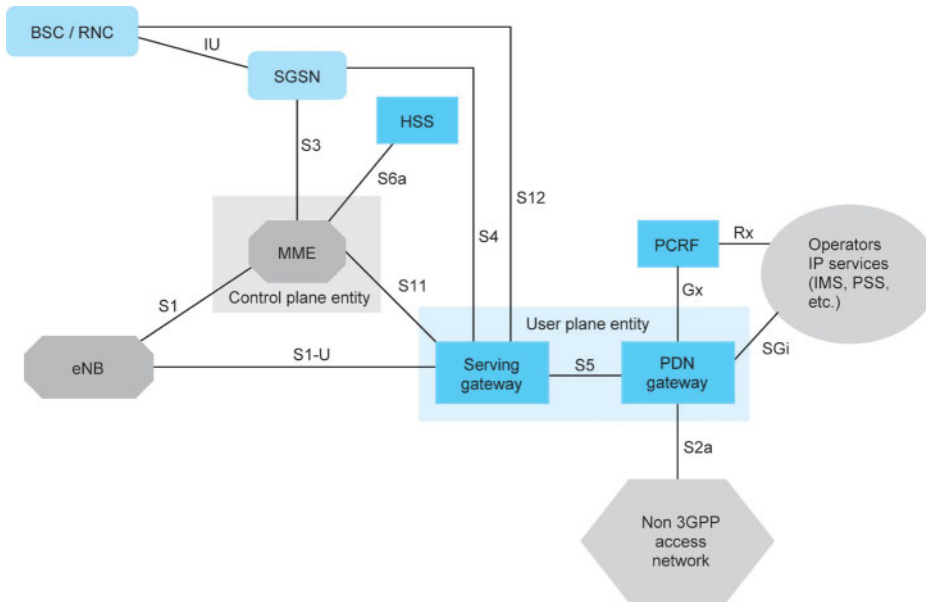 BSC / RNC
IU
SGSN
HSS
S3
S6a
S12
S4
MME
Control plane entity
S11
S1
PCRF
Rx
Operators
IP services
(IMS, PSS,
etc.)
Gx
User plane entity
SGi
eNB
S1-U
Serving
gateway
S5
PDN
gateway
S2a
Non 3GPP
access
network